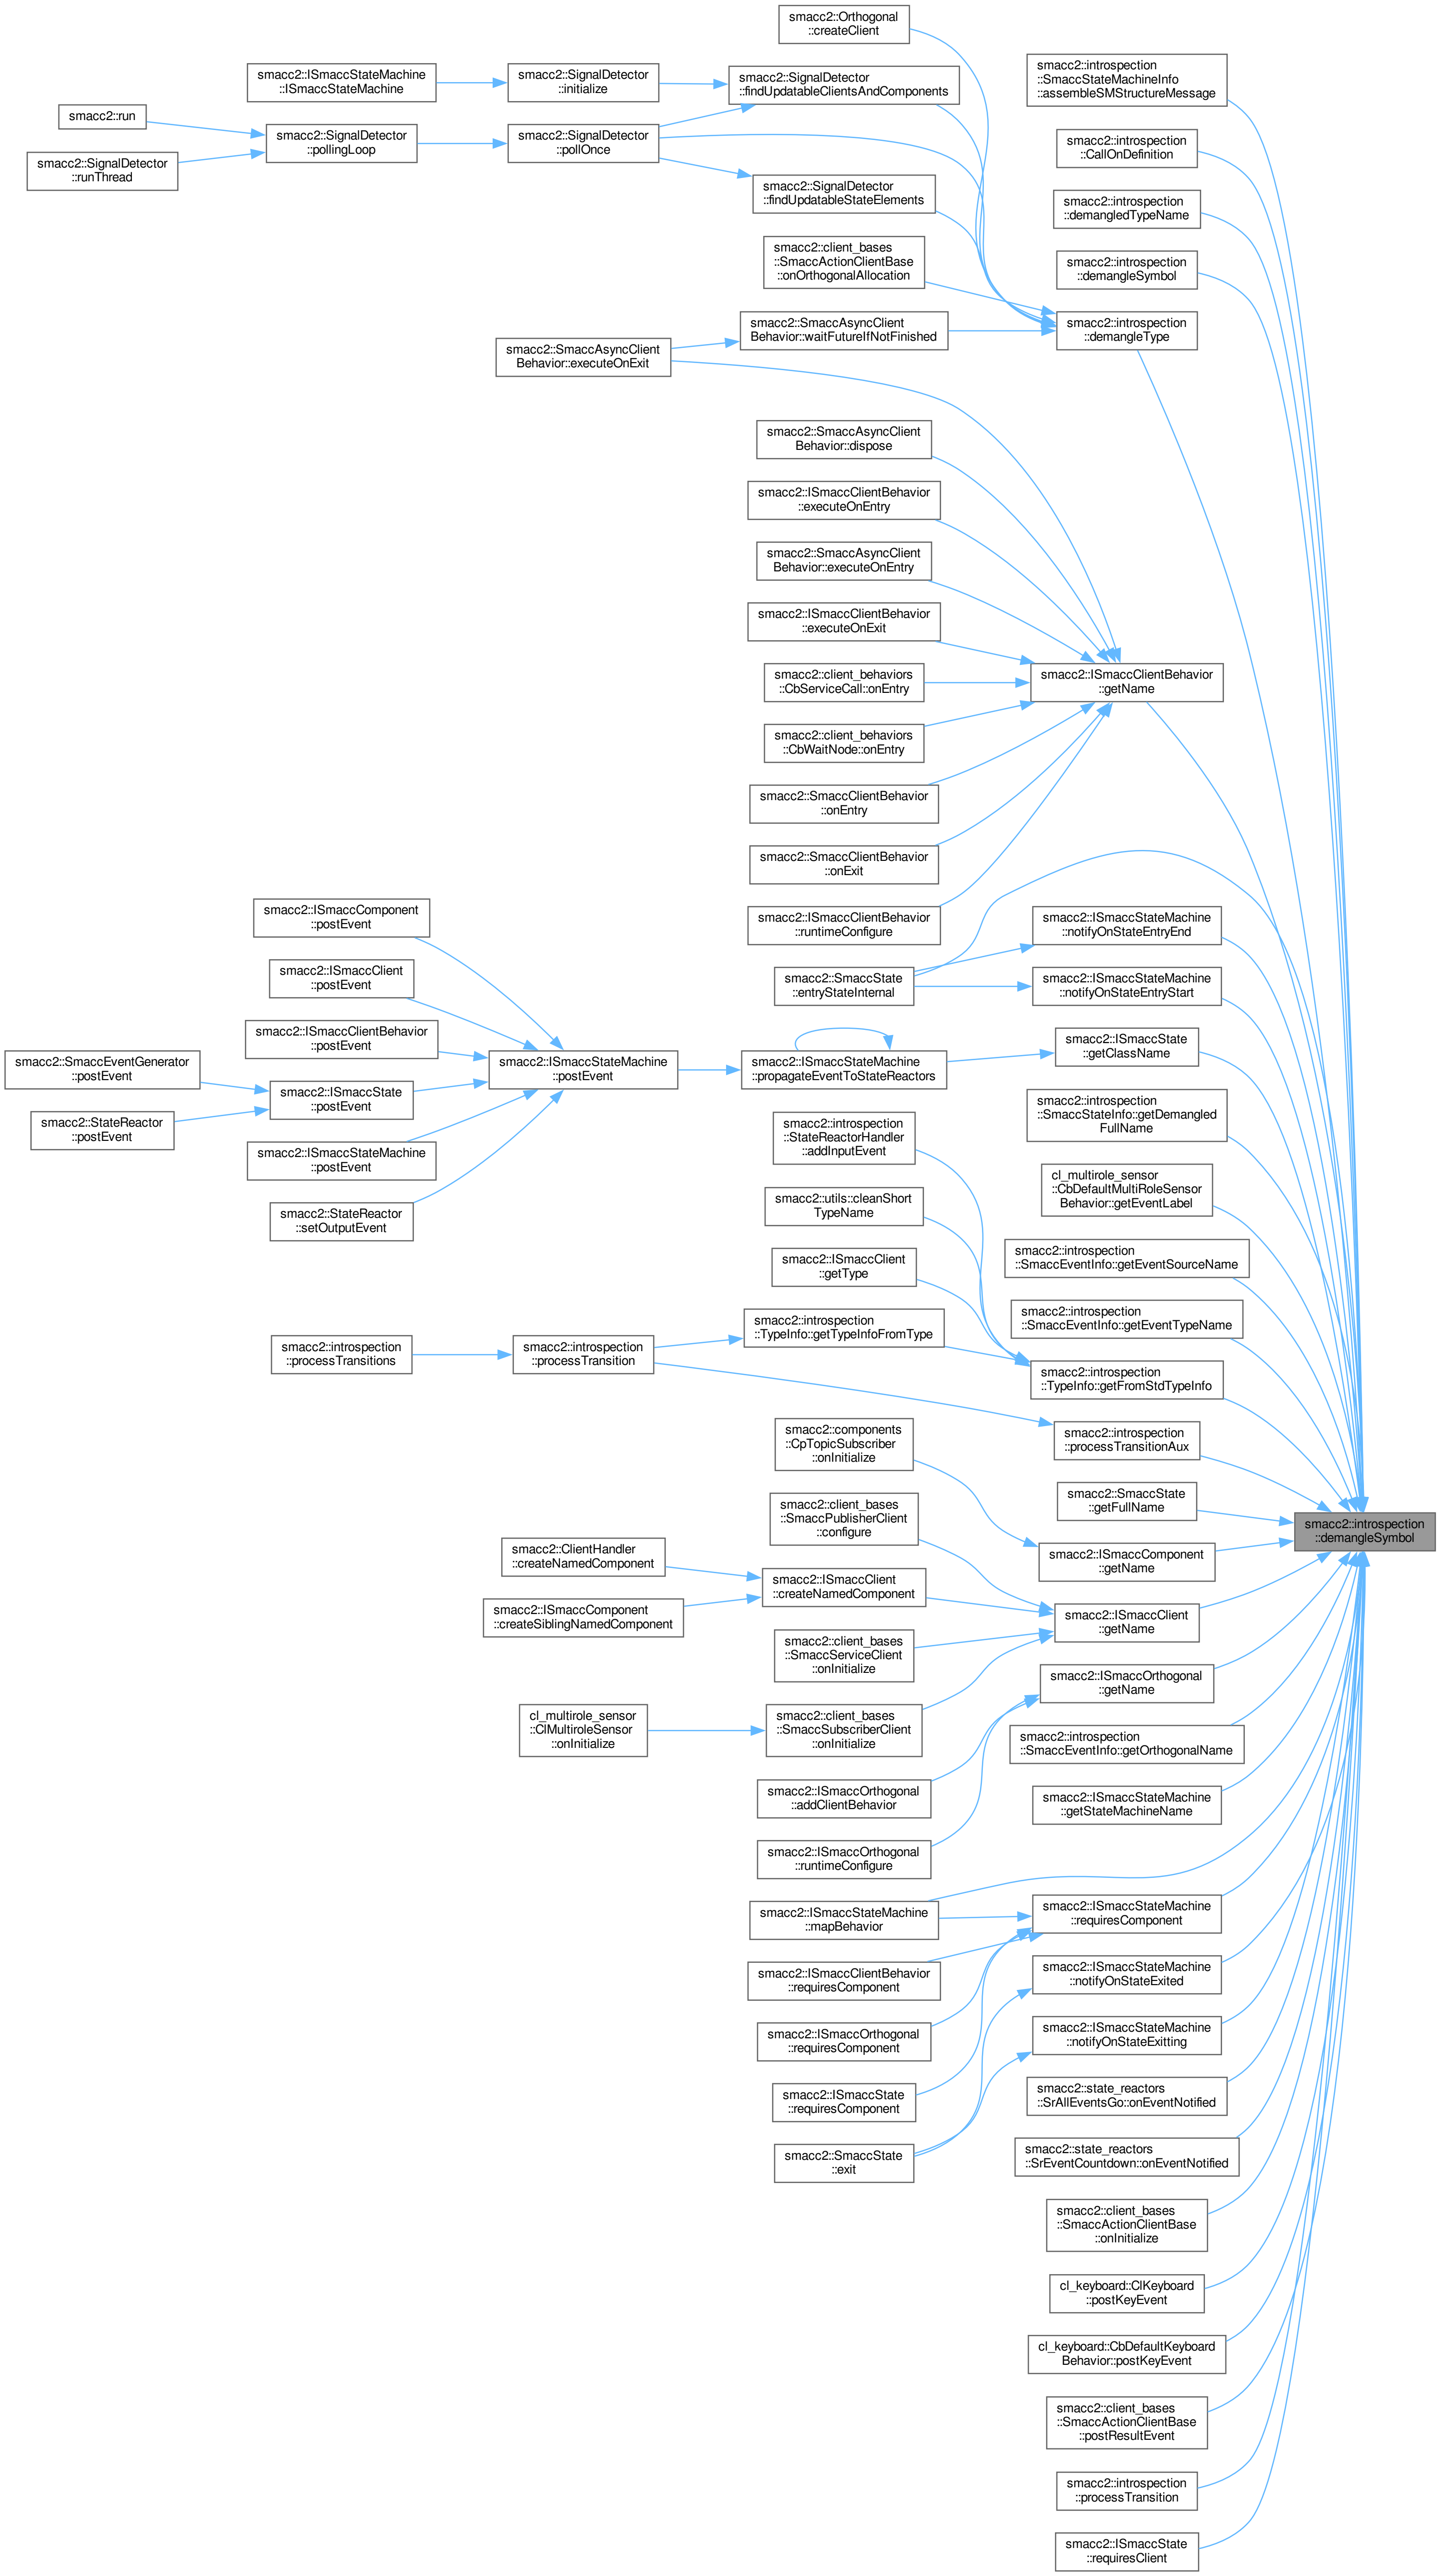 smacc2::Orthogonal
::createClient
smacc2::introspection
::SmaccStateMachineInfo
::assembleSMStructureMessage
smacc2::ISmaccStateMachine
::ISmaccStateMachine
smacc2::SignalDetector
::initialize
smacc2::SignalDetector
::findUpdatableClientsAndComponents
smacc2::run
smacc2::SignalDetector
::pollingLoop
smacc2::SignalDetector
::pollOnce
smacc2::introspection
::CallOnDefinition
smacc2::SignalDetector
::runThread
smacc2::SignalDetector
::findUpdatableStateElements
smacc2::introspection
::demangledTypeName
smacc2::client_bases
::SmaccActionClientBase
::onOrthogonalAllocation
smacc2::introspection
::demangleSymbol
smacc2::SmaccAsyncClient
Behavior::waitFutureIfNotFinished
smacc2::introspection
::demangleType
smacc2::SmaccAsyncClient
Behavior::executeOnExit
smacc2::SmaccAsyncClient
Behavior::dispose
smacc2::ISmaccClientBehavior
::executeOnEntry
smacc2::SmaccAsyncClient
Behavior::executeOnEntry
smacc2::ISmaccClientBehavior
::executeOnExit
smacc2::client_behaviors
::CbServiceCall::onEntry
smacc2::ISmaccClientBehavior
::getName
smacc2::client_behaviors
::CbWaitNode::onEntry
smacc2::SmaccClientBehavior
::onEntry
smacc2::SmaccClientBehavior
::onExit
smacc2::ISmaccComponent
::postEvent
smacc2::ISmaccClientBehavior
::runtimeConfigure
smacc2::ISmaccStateMachine
::notifyOnStateEntryEnd
smacc2::ISmaccClient
::postEvent
smacc2::SmaccState
::entryStateInternal
smacc2::ISmaccStateMachine
::notifyOnStateEntryStart
smacc2::ISmaccClientBehavior
::postEvent
smacc2::ISmaccState
::getClassName
smacc2::SmaccEventGenerator
::postEvent
smacc2::ISmaccStateMachine
::postEvent
smacc2::ISmaccStateMachine
::propagateEventToStateReactors
smacc2::ISmaccState
::postEvent
smacc2::introspection
::SmaccStateInfo::getDemangled
FullName
smacc2::StateReactor
::postEvent
smacc2::ISmaccStateMachine
::postEvent
smacc2::introspection
::StateReactorHandler
::addInputEvent
cl_multirole_sensor
::CbDefaultMultiRoleSensor
Behavior::getEventLabel
smacc2::StateReactor
::setOutputEvent
smacc2::utils::cleanShort
TypeName
smacc2::ISmaccClient
::getType
smacc2::introspection
::SmaccEventInfo::getEventSourceName
smacc2::introspection
::SmaccEventInfo::getEventTypeName
smacc2::introspection
::processTransitions
smacc2::introspection
::processTransition
smacc2::introspection
::TypeInfo::getTypeInfoFromType
smacc2::introspection
::TypeInfo::getFromStdTypeInfo
smacc2::components
::CpTopicSubscriber
::onInitialize
smacc2::introspection
::processTransitionAux
smacc2::SmaccState
::getFullName
smacc2::introspection
::demangleSymbol
smacc2::client_bases
::SmaccPublisherClient
::configure
smacc2::ISmaccComponent
::getName
smacc2::ClientHandler
::createNamedComponent
smacc2::ISmaccClient
::createNamedComponent
smacc2::ISmaccComponent
::createSiblingNamedComponent
smacc2::ISmaccClient
::getName
smacc2::client_bases
::SmaccServiceClient
::onInitialize
smacc2::ISmaccOrthogonal
::getName
cl_multirole_sensor
::ClMultiroleSensor
::onInitialize
smacc2::client_bases
::SmaccSubscriberClient
::onInitialize
smacc2::introspection
::SmaccEventInfo::getOrthogonalName
smacc2::ISmaccOrthogonal
::addClientBehavior
smacc2::ISmaccStateMachine
::getStateMachineName
smacc2::ISmaccOrthogonal
::runtimeConfigure
smacc2::ISmaccStateMachine
::mapBehavior
smacc2::ISmaccStateMachine
::requiresComponent
smacc2::ISmaccClientBehavior
::requiresComponent
smacc2::ISmaccStateMachine
::notifyOnStateExited
smacc2::ISmaccOrthogonal
::requiresComponent
smacc2::ISmaccStateMachine
::notifyOnStateExitting
smacc2::ISmaccState
::requiresComponent
smacc2::state_reactors
::SrAllEventsGo::onEventNotified
smacc2::SmaccState
::exit
smacc2::state_reactors
::SrEventCountdown::onEventNotified
smacc2::client_bases
::SmaccActionClientBase
::onInitialize
cl_keyboard::ClKeyboard
::postKeyEvent
cl_keyboard::CbDefaultKeyboard
Behavior::postKeyEvent
smacc2::client_bases
::SmaccActionClientBase
::postResultEvent
smacc2::introspection
::processTransition
smacc2::ISmaccState
::requiresClient